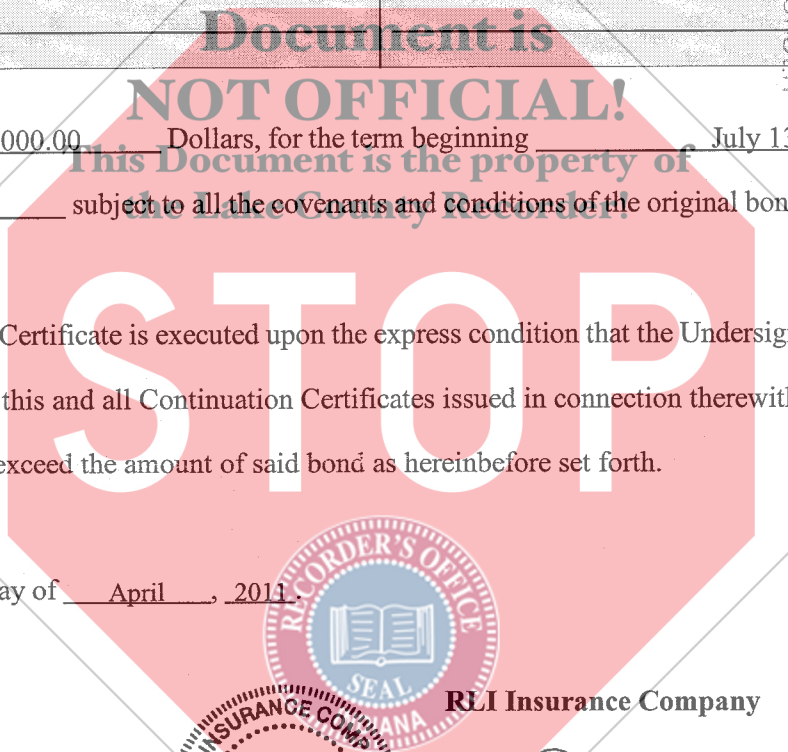 Document is
NOT OFFICIAL!
000.00 Dollars, for the term beginning July 13
This Document is the property of
the Lake County Recorder!
subject to all the covenants and conditions of the original bon
STOP
Certificate is executed upon the express condition that the Undersig
this and all Continuation Certificates issued in connection therewith
exceed the amount of said bond as hereinbefore set forth.
RECORDER'S OFFICE
ay of April, 2011.
SEAL
RLI Insurance Company
INSURANCE COMP